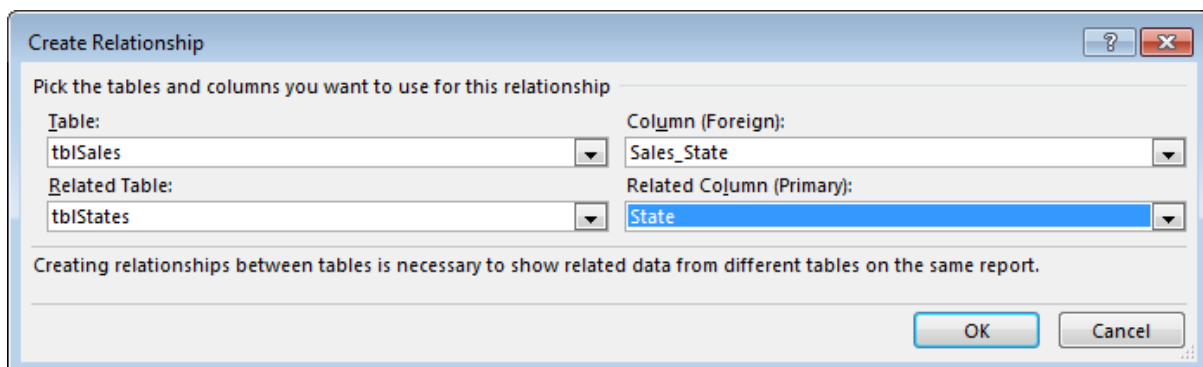 Create Relationship
?
Pick the tables and columns you want to use for this relationship
Table: Column (Foreign):
tblSales Sales_State
Related Table: Related Column (Primary):
tblStates State
Creating relationships between tables is necessary to show related data from different tables on the same report.
OK Cancel